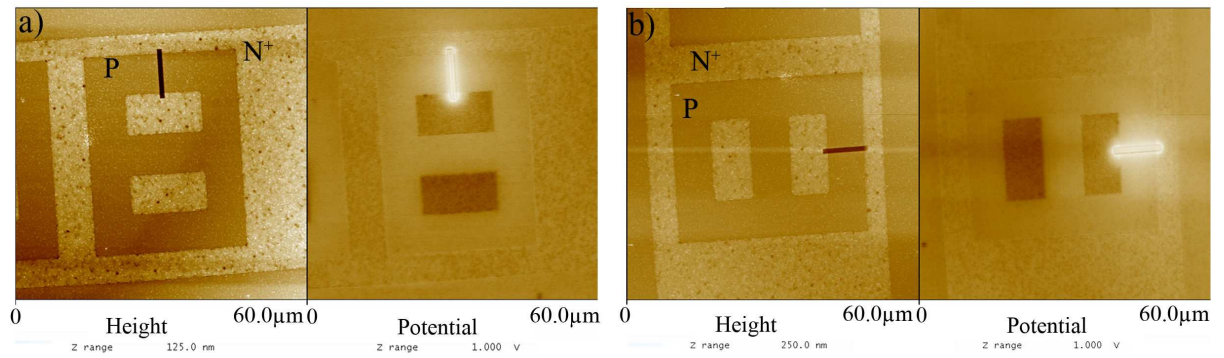 a)
P
N+
0
Height
60.0µm
0
Potential
60.0µm
Z range 125.0 nm
Z range 1.000 V
b)
N+
P
0
Height
60.0µm
0
Potential
60.0µm
Z range 250.0 nm
Z range 1.000 V